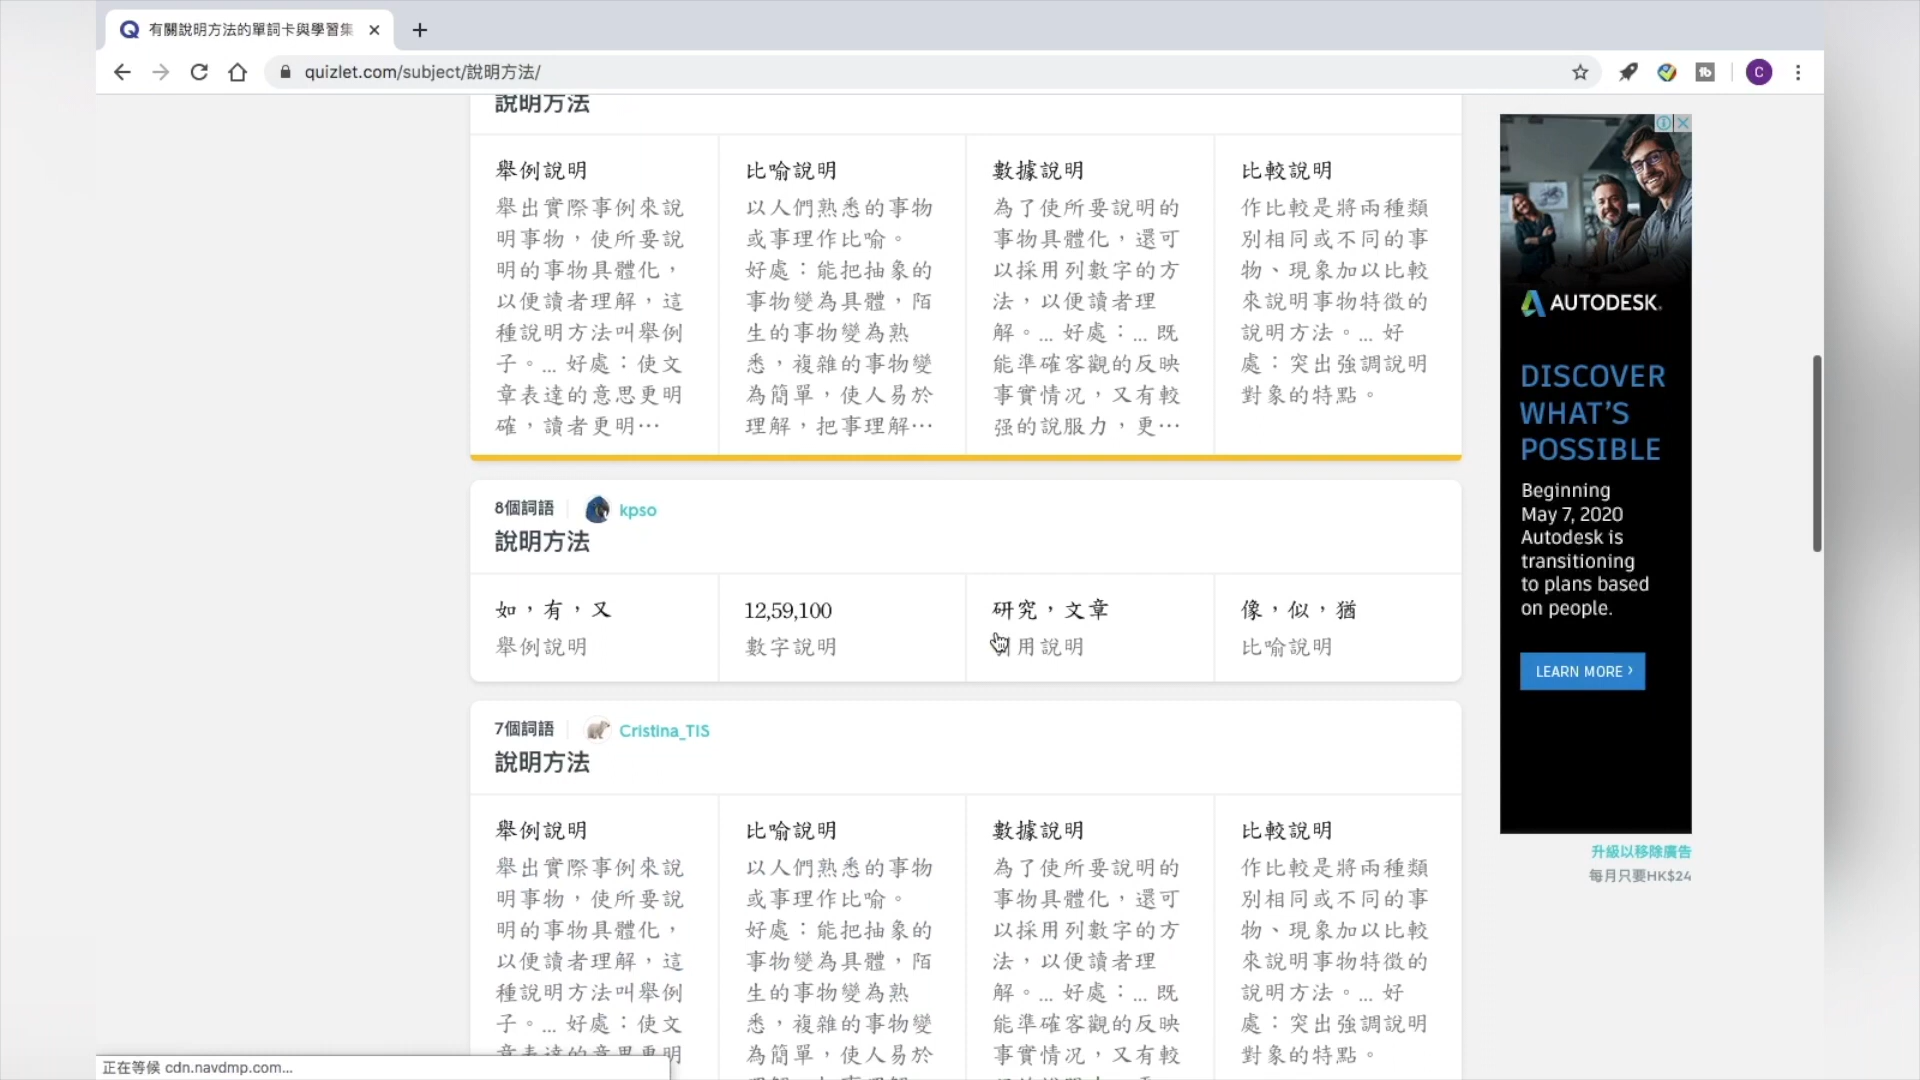 有關說明方法的單詞卡與學習集
quizlet.com/subject/說明方法/
C
說明方法
舉例說明
舉出實際事例來說
明事物，使所要說
明的事物具體化，
以便讀者理解，這
種說明方法叫舉例
子。... 好處：使文
章表達的意思更明
確，讀者更明⋯
比喻說明
以人們熟悉的事物
或事理作比喻。
好處：能把抽象的
事物變為具體，陌
生的事物變為熟
悉，複雜的事物變
為簡單，使人易於
理解，把事理解⋯
數據說明
為了使所要說明的
事物具體化，還可
以採用列數字的方
法，以便讀者理
解。... 好處：... 既
能準確客觀的反映
事實情况，又有較
强的說服力，更⋯
比較說明
作比較是將兩種類
別相同或不同的事
物、現象加以比較
來說明事物特徵的
說明方法。... 好
處：突出強調說明
對象的特點。
8個詞語
kpso
說明方法
如，有，又
舉例說明
12,59,100
數字說明
研究，文章
用說明
像，似，猶
比喻說明
7個詞語
Cristina_TIS
說明方法
舉例說明
舉出實際事例來說
明事物，使所要說
明的事物具體化，
以便讀者理解，這
種說明方法叫舉例
子。... 好處：使文
比喻說明
以人們熟悉的事物
或事理作比喻。
好處：能把抽象的
事物變為具體，陌
生的事物變為熟
悉，複雜的事物變
為簡單，使人易於
數據說明
為了使所要說明的
事物具體化，還可
以採用列數字的方
法，以便讀者理
解。... 好處：... 既
能準確客觀的反映
事實情况，又有較
比較說明
作比較是將兩種類
別相同或不同的事
物、現象加以比較
來說明事物特徵的
說明方法。... 好
處：突出強調說明
對象的特點。
AUTODESK.
DISCOVER
WHAT'S
POSSIBLE
Beginning
May 7, 2020
Autodesk is
transitioning
to plans based
on people.
LEARN MORE ›
升級以移除廣告
每月只要HK$24
正在等候 cdn.navdmp.com...